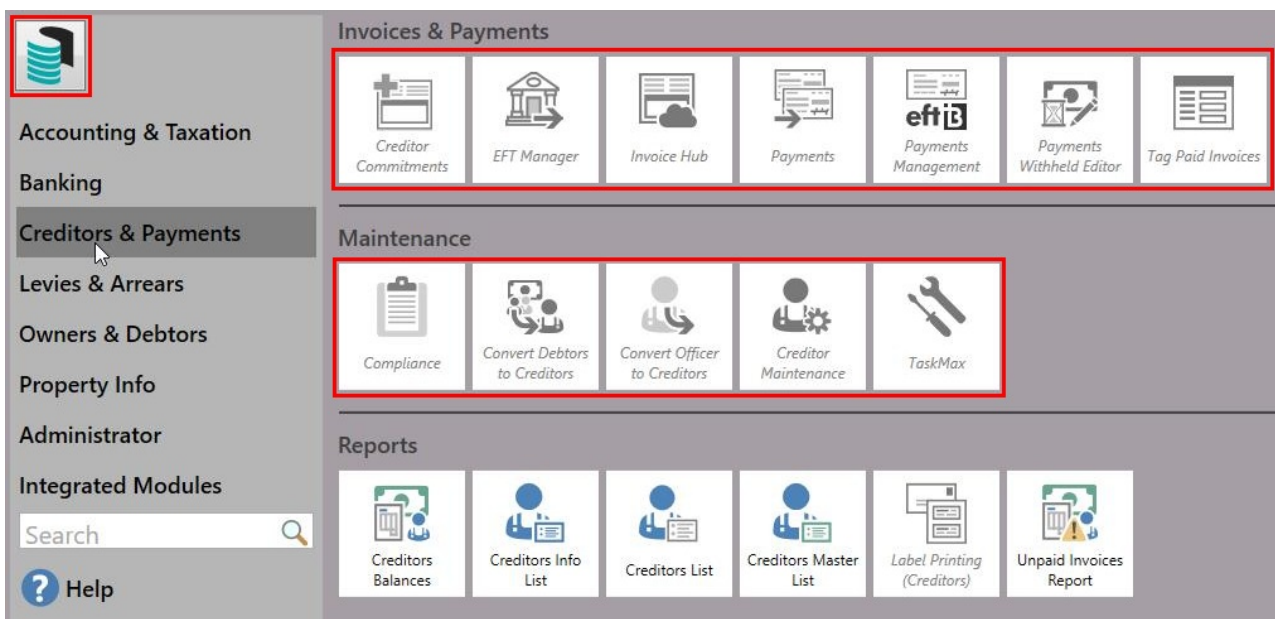 Accounting & Taxation
Banking
Creditors & Payments
Levies & Arrears
Owners & Debtors
Property Info
Administrator
Integrated Modules
Search
? Help
Invoices & Payments
Creditor
Commitments
EFT Manager
Invoice Hub
Payments
eftiB
Payments
Management
Payments
Withheld Editor
Tag Paid Invoices
Maintenance
Compliance
Convert Debtors
to Creditors
Convert Officer
to Creditors
Creditor
Maintenance
TaskMax
Reports
Creditors
Balances
Creditors Info
List
Creditors List
Creditors Master
List
Label Printing
(Creditors)
Unpaid Invoices
Report